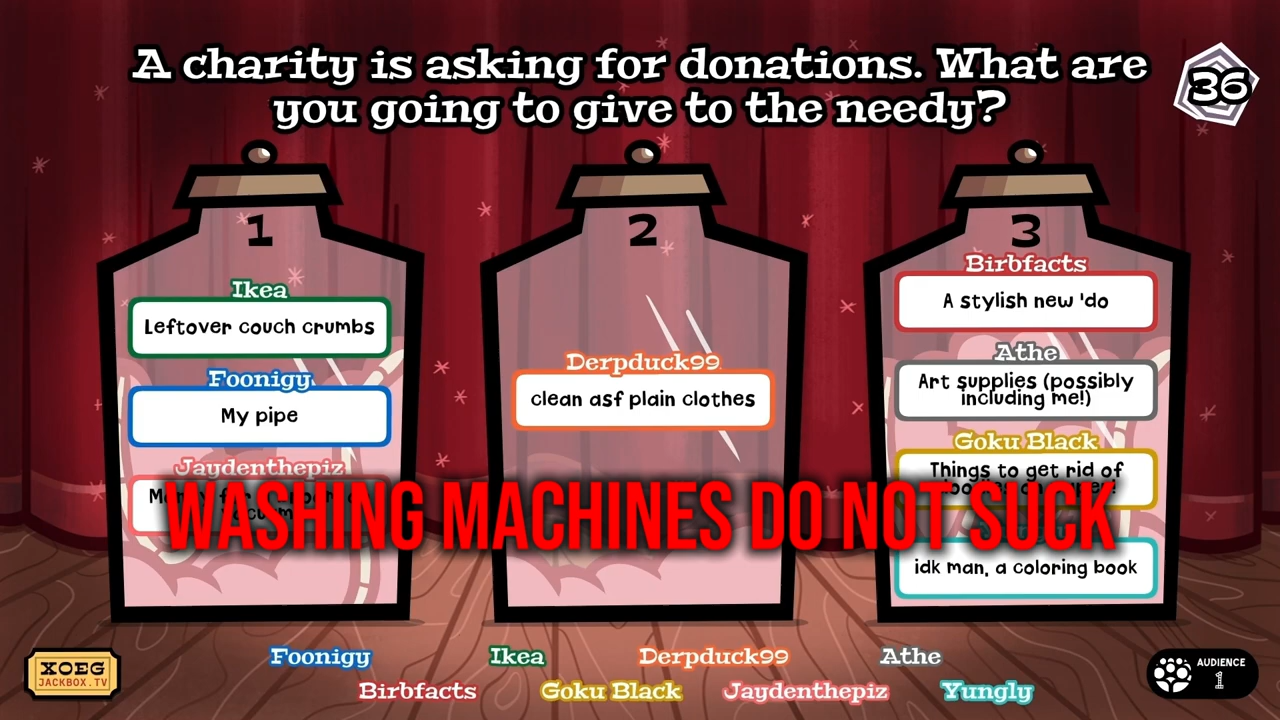 A charity is asking for donations. What are
you going to give to the needy?
36
1
Ikea
Leftover couch crumbs
Foonigy
My pipe
Jaydenthepiz
2
Derpduck99
clean asf plain clothes
3
Birbfacts
A stylish new 'do
Athe
Art supplies (possibly
including me!)
Goku Black
Things to get rid of
idk man, a coloring book
WASHING MACHINES DO NOT SUCK
Foonigy
Ikea
Derpduck99
Athe
Birbfacts
Goku Black
Jaydenthepiz
Yungly
XOEG
JACKBOX.TV
AUDIENCE
1